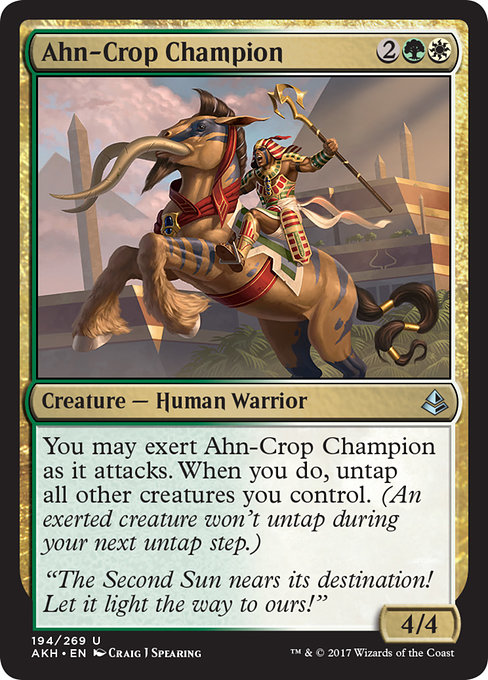 Ahn-Crop Champion 2
Creature — Human Warrior
You may exert Ahn-Crop Champion
as it attacks. When you do, untap
all other creatures you control. (An
exerted creature won't untap during
your next untap step.)
“The Second Sun nears its destination!
Let it light the way to ours!”
4/4
194/269 U
AKH • EN Craig J Spearing
™ & © 2017 Wizards of the Coast